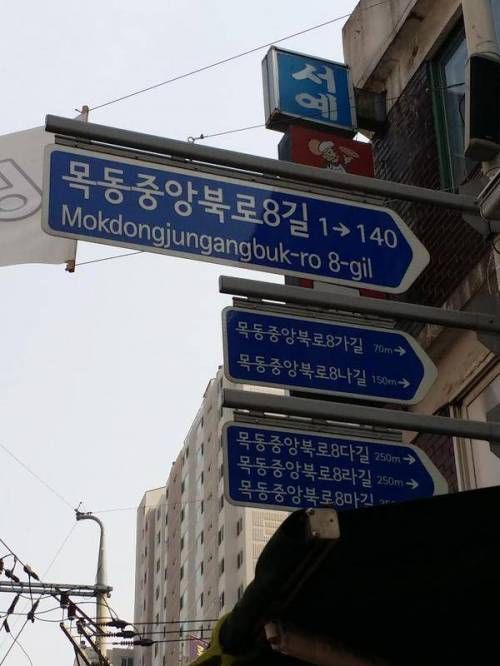 서예
목동중앙북로8길 1→140
Mokdongjungangbuk-ro 8-gil
목동중앙북로8가길 70m→
목동중앙북로8나길 150m→
목동중앙북로8다길 250m→
목동중앙북로8라길 250m→
목동중앙북로8마길